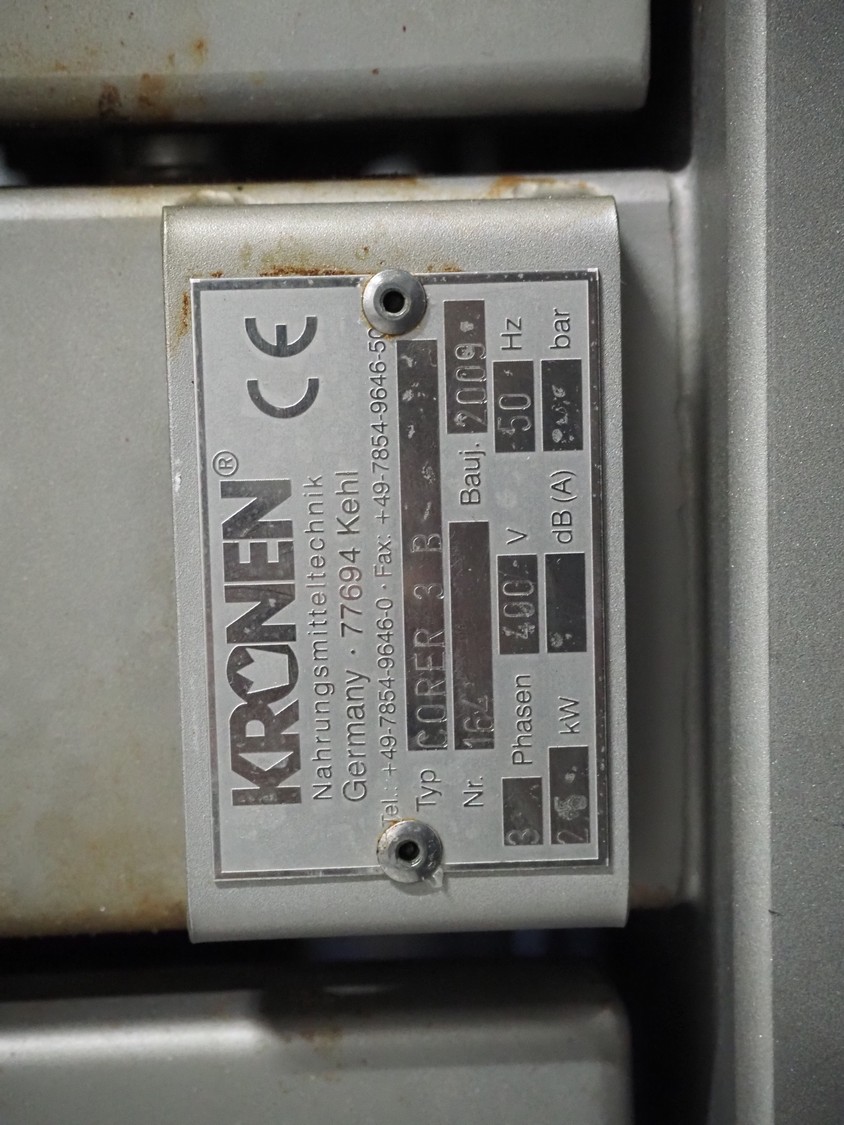 KRONEN® CE
Nahrungsmitteltechnik
Germany · 77694 Kehl
Tel.: +49-7854-9646-0 · Fax: +49-7854-9646-50
Typ CORER 3 B
Nr. 164 Bauj. 2009
3 Phasen 400 V 50 Hz
kW dB (A) bar